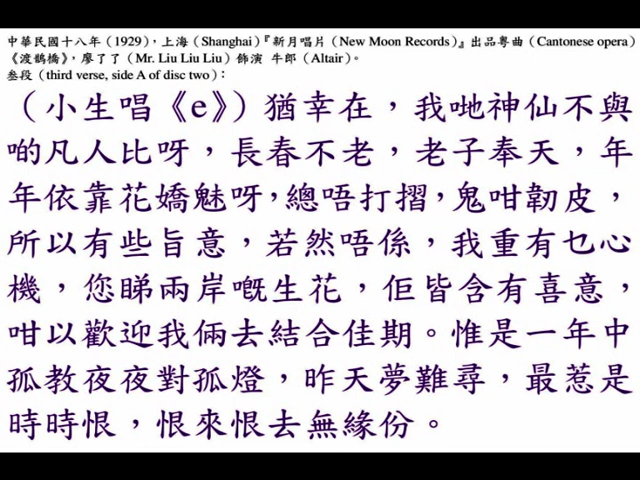 中華民國十八年（1929），上海（Shanghai）『新月唱片（New Moon Records）』出品粵曲（Cantonese opera）
《渡鵲橋》，廖了了（Mr. Liu Liu Liu）飾演 牛郎（Altair）。
叁段（third verse, side A of disc two）：
（小生唱《e》）猶幸在，我哋神仙不與
啲凡人比呀，長春不老，老子奉天，年
年依靠花嬌魅呀，總唔打摺，鬼咁韌皮，
所以有些旨意，若然唔係，我重有乜心
機，您睇兩岸嘅生花，佢皆含有喜意，
咁以歡迎我倆去結合佳期。惟是一年中
孤教夜夜對孤燈，昨天夢難尋，最惹是
時時恨，恨來恨去無緣份。